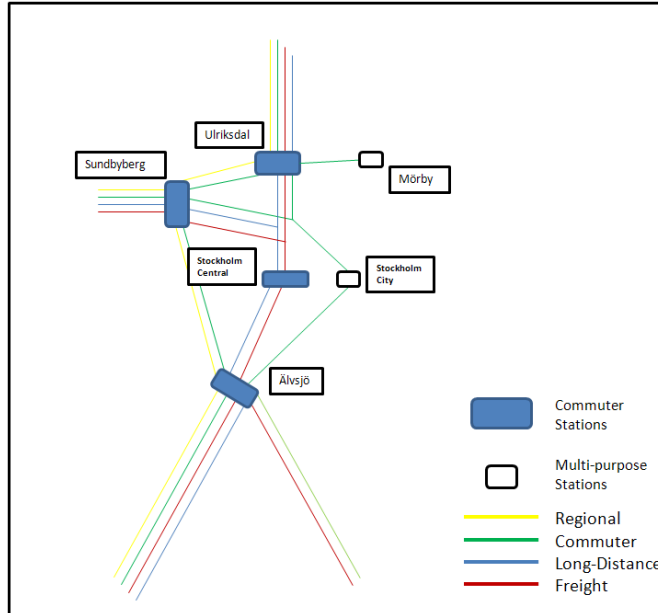 Ulriksdal
Sundbyberg
Mörby
Stockholm
Central
Stockholm
City
Älvsjö
Commuter
Stations
Multi-purpose
Stations
Regional
Commuter
Long-Distance
Freight